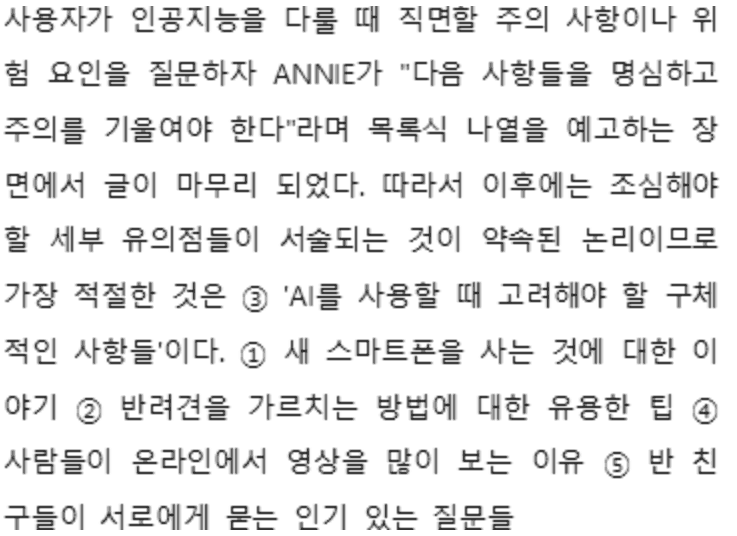 사용자가 인공지능을 다룰 때 직면할 주의 사항이나 위
험 요인을 질문하자 ANNIE가 "다음 사항들을 명심하고
주의를 기울여야 한다"라며 목록식 나열을 예고하는 장
면에서 글이 마무리 되었다. 따라서 이후에는 조심해야
할 세부 유의점들이 서술되는 것이 약속된 논리이므로
가장 적절한 것은 ③ 'AI를 사용할 때 고려해야 할 구체
적인 사항들'이다. ① 새 스마트폰을 사는 것에 대한 이
야기 ② 반려견을 가르치는 방법에 대한 유용한 팁 ④
사람들이 온라인에서 영상을 많이 보는 이유 ⑤ 반 친
구들이 서로에게 묻는 인기 있는 질문들